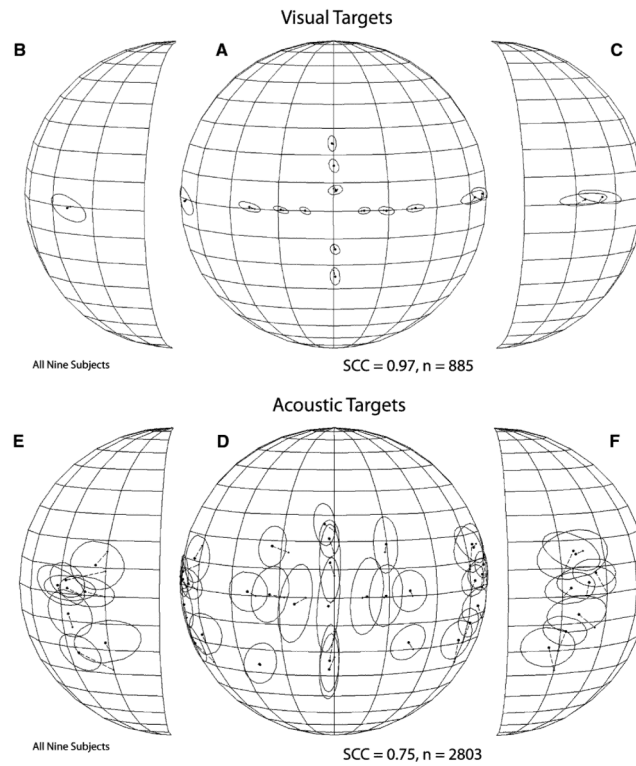 Visual Targets
B
A
C
All Nine Subjects
SCC = 0.97, n = 885
Acoustic Targets
E
D
F
All Nine Subjects
SCC = 0.75, n = 2803